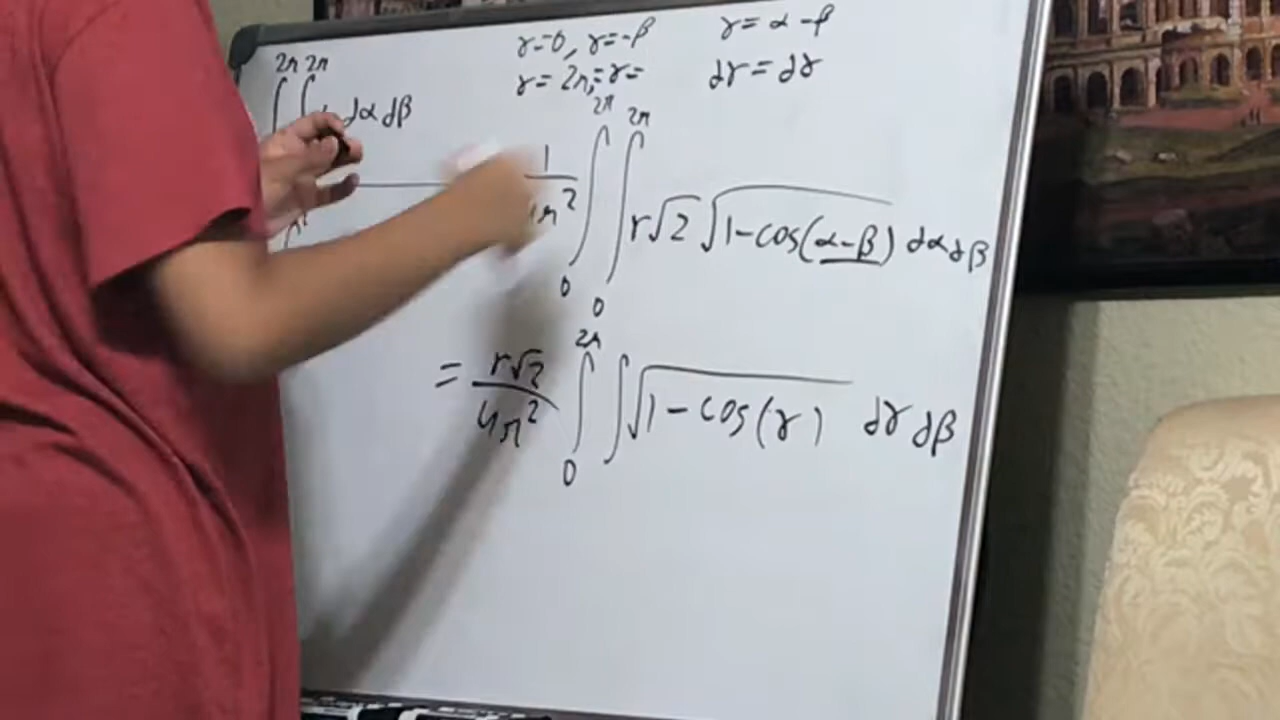 γ=0, γ=-β γ = α - β
γ = 2π,=γ= dγ = dγ
2π 2π
∫ ∫ dα dβ
1/4π² ∫₀^2π ∫₀^2π r√2 √1-cos(α-β) dα dβ
= r√2/4π² ∫₀^2π ∫ √1 - cos(γ) dγ dβ